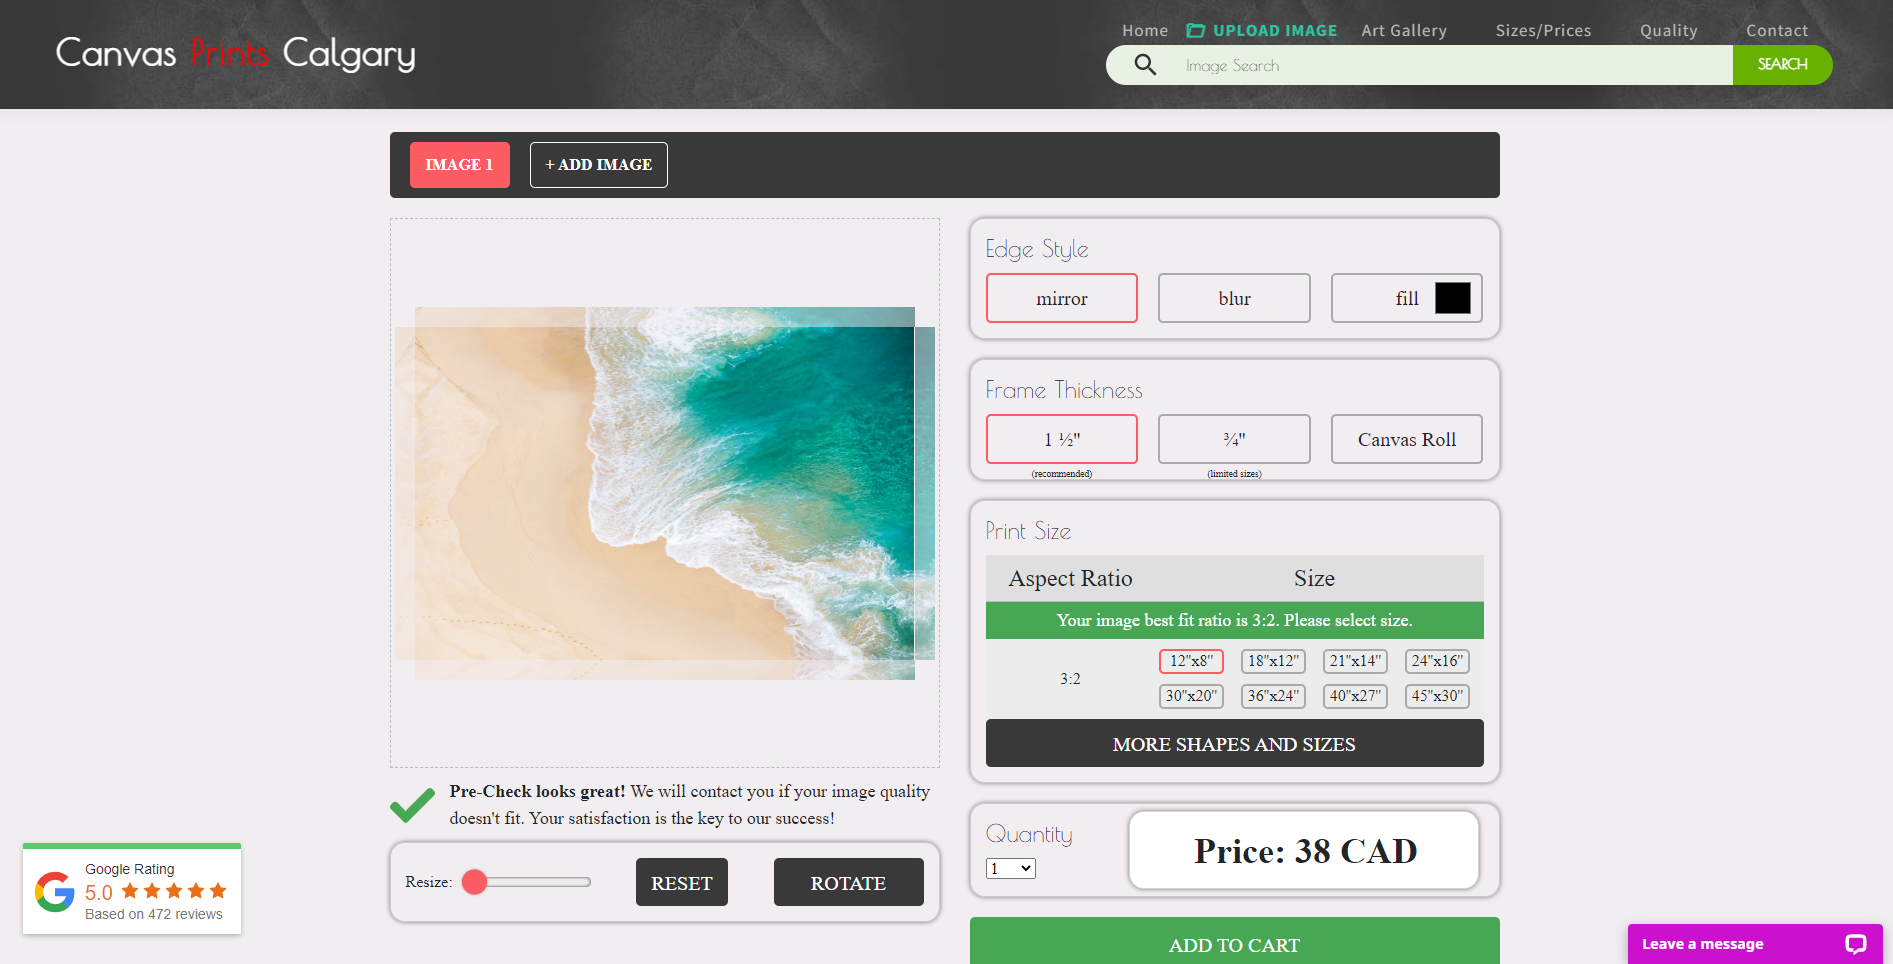 Canvas Prints Calgary
Home
UPLOAD IMAGE
Art Gallery
Sizes/Prices
Quality
Contact
Image Search
SEARCH
IMAGE 1
+ ADD IMAGE
Edge Style
mirror
blur
fill
Frame Thickness
1 ½"
¾"
Canvas Roll
(recommended)
(limited sizes)
Print Size
Aspect Ratio
Size
Your image best fit ratio is 3:2. Please select size.
3:2
12"x8"
18"x12"
21"x14"
24"x16"
30"x20"
36"x24"
40"x27"
45"x30"
MORE SHAPES AND SIZES
Pre-Check looks great! We will contact you if your image quality
doesn't fit. Your satisfaction is the key to our success!
Resize:
RESET
ROTATE
Quantity
1
Price: 38 CAD
ADD TO CART
Google Rating
5.0
Based on 472 reviews
Leave a message